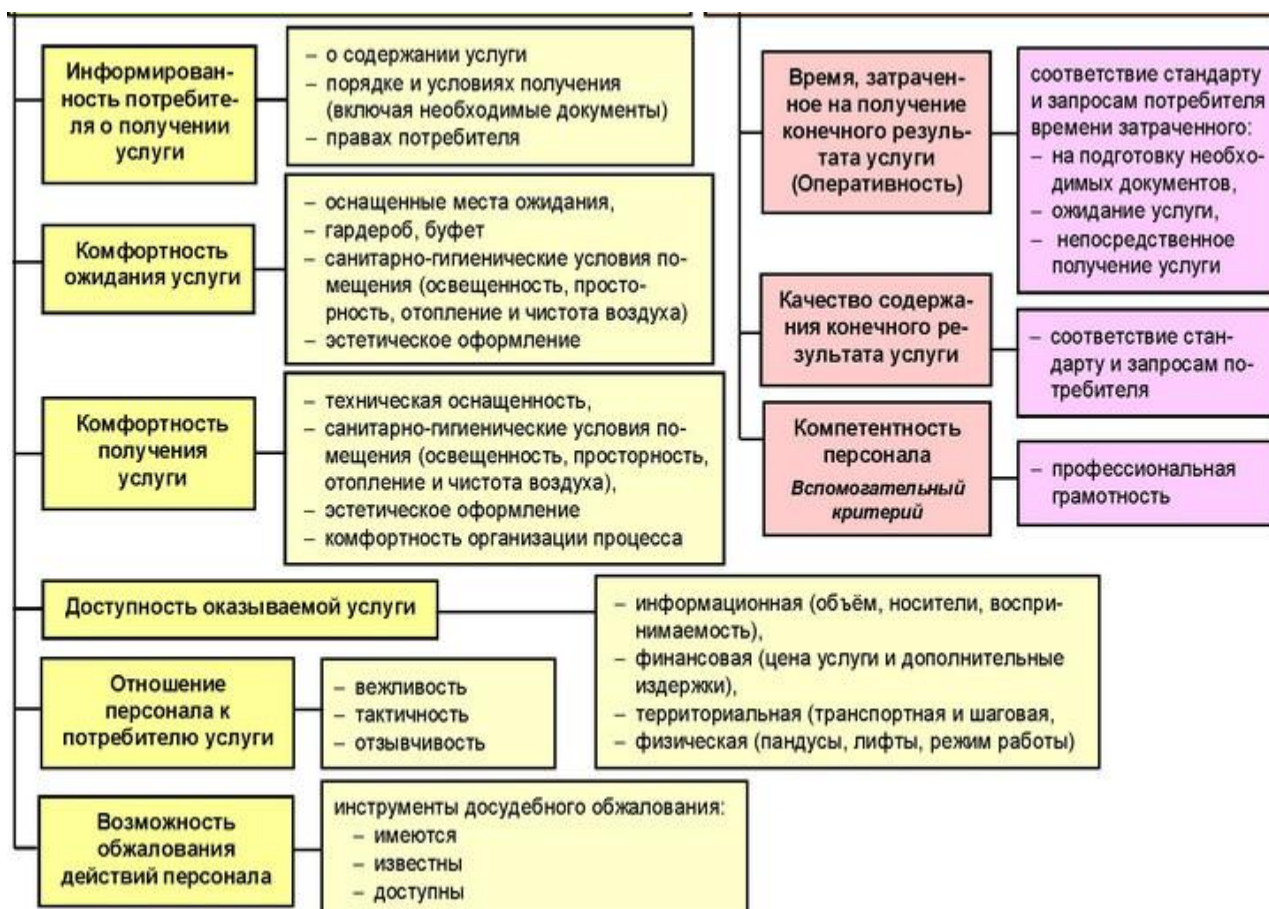 Информирован-
ность потребите-
ля о получении
услуги
– о содержании услуги
– порядке и условиях получения
(включая необходимые документы)
– правах потребителя
Комфортность
ожидания услуги
– оснащенные места ожидания,
– гардероб, буфет
– санитарно-гигиенические условия по-
мещения (освещенность, простор-
ность, отопление и чистота воздуха)
– эстетическое оформление
Комфортность
получения
услуги
– техническая оснащенность,
– санитарно-гигиенические условия по-
мещения (освещенность, просторность,
отопление и чистота воздуха),
– эстетическое оформление
– комфортность организации процесса
Доступность оказываемой услуги
– информационная (объём, носители, воспри-
нимаемость),
– финансовая (цена услуги и дополнительные
издержки),
– территориальная (транспортная и шаговая,
– физическая (пандусы, лифты, режим работы)
Отношение
персонала к
потребителю услуги
– вежливость
– тактичность
– отзывчивость
Возможность
обжалования
действий персонала
инструменты досудебного обжалования:
– имеются
– известны
– доступны
Время, затрачен-
ное на получение
конечного резуль-
тата услуги
(Оперативность)
соответствие стандарту
и запросам потребителя
времени затраченного:
– на подготовку необхо-
димых документов,
– ожидание услуги,
– непосредственное
получение услуги
Качество содержа-
ния конечного ре-
зультата услуги
– соответствие стан-
дарту и запросам по-
требителя
Компетентность
персонала
Вспомогательный
критерий
– профессиональная
грамотность